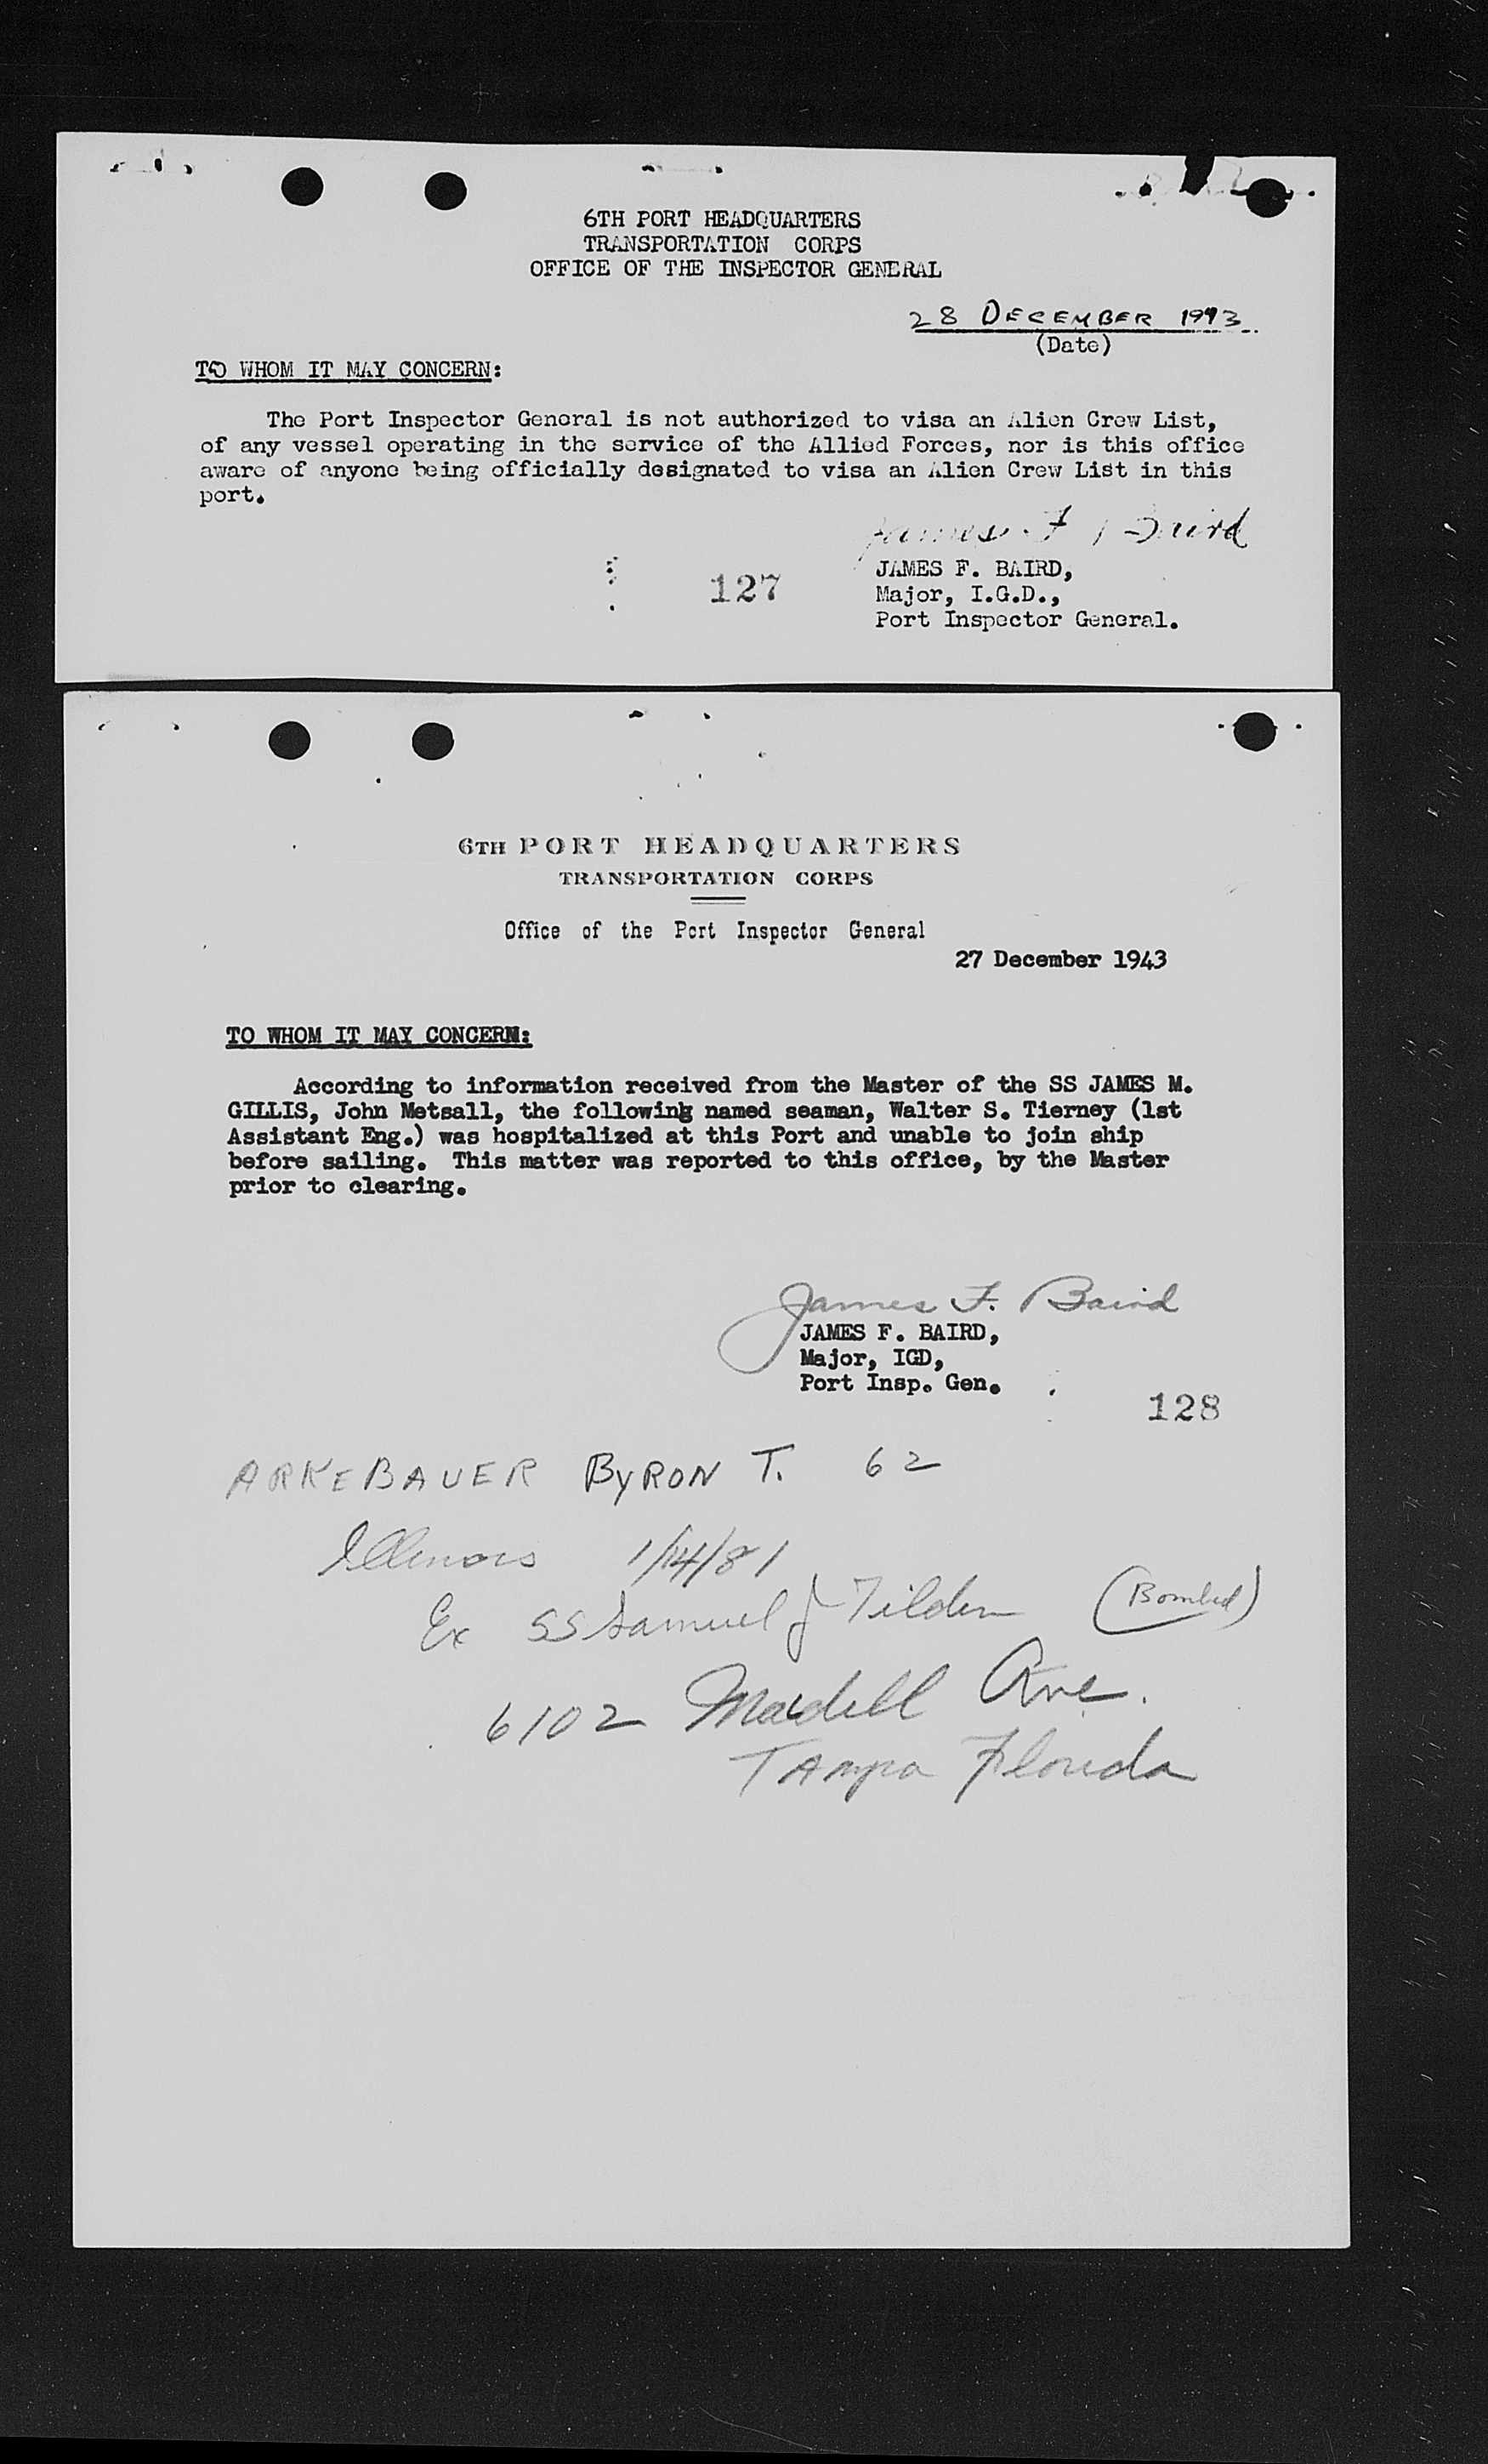 6TH PORT HEADQUARTERS
TRANSPORTATION CORPS
OFFICE OF THE INSPECTOR GENERAL
28 DECEMBER 1943
(Date)
TO WHOM IT MAY CONCERN:
The Port Inspector General is not authorized to visa an Alien Crew List,
of any vessel operating in the service of the Allied Forces, nor is this office
aware of anyone being officially designated to visa an Alien Crew List in this
port.
James F. Baird
JAMES F. BAIRD,
127
Major, I.G.D.,
Port Inspector General.
6TH PORT HEADQUARTERS
TRANSPORTATION CORPS
Office of the Port Inspector General
27 December 1943
TO WHOM IT MAY CONCERN:
According to information received from the Master of the SS JAMES M.
GILLIS, John Metsall, the following named seaman, Walter S. Tierney (1st
Assistant Eng.) was hospitalized at this Port and unable to join ship
before sailing. This matter was reported to this office, by the Master
prior to clearing.
James F. Baird
JAMES F. BAIRD,
Major, IGD,
Port Insp. Gen.
128
ARKEBAUER BYRON T. 62
Illinois 1/14/81
Ex SS Samuel J Tilden (Bombed)
6102 Ave.
Tampa Florida